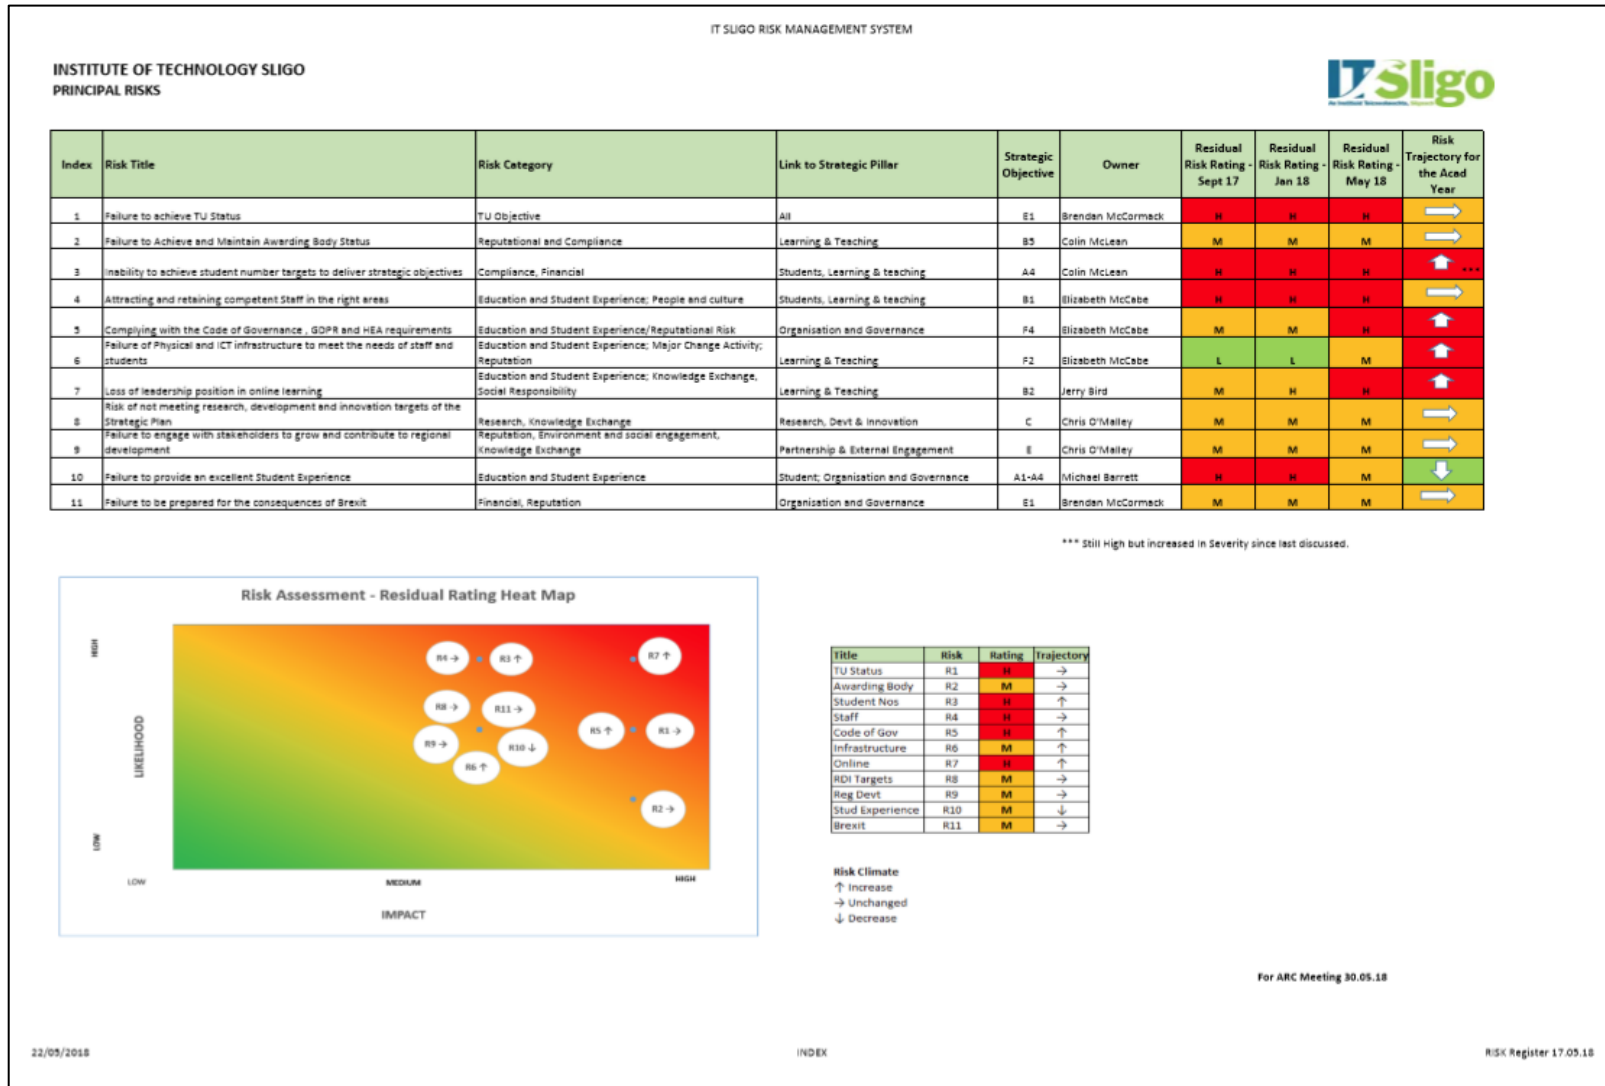 IT SLIGO RISK MANAGEMENT SYSTEM
INSTITUTE OF TECHNOLOGY SLIGO
PRINCIPAL RISKS
IT Sligo
Index Risk Title Risk Category Link to Strategic Pillar Strategic Objective Owner Residual Risk Rating - Sept 17 Residual Risk Rating - Jan 18 Residual Risk Rating - May 18 Risk Trajectory for the Acad Year
1 Failure to achieve TU Status TU Objective All E1 Brendan McCormack H H H
2 Failure to Achieve and Maintain Awarding Body Status Reputational and Compliance Learning & Teaching B5 Colin McLean M M M
3 Inability to achieve student number targets to deliver strategic objectives Compliance, Financial Students, Learning & teaching A4 Colin McLean H H H ***
4 Attracting and retaining competent Staff in the right areas Education and Student Experience; People and culture Students, Learning & teaching B1 Elizabeth McCabe H H H
5 Complying with the Code of Governance , GDPR and HEA requirements Education and Student Experience/Reputational Risk Organisation and Governance F4 Elizabeth McCabe M M H
6 Failure of Physical and ICT infrastructure to meet the needs of staff and students Education and Student Experience; Major Change Activity; Reputation Learning & Teaching F2 Elizabeth McCabe L L M
7 Loss of leadership position in online learning Education and Student Experience; Knowledge Exchange, Social Responsibility Learning & Teaching B2 Jerry Bird M H H
8 Risk of not meeting research, development and innovation targets of the Strategic Plan Research, Knowledge Exchange Research, Devt & Innovation C Chris O'Malley M M M
9 Failure to engage with stakeholders to grow and contribute to regional development Reputation, Environment and social engagement, Knowledge Exchange Partnership & External Engagement E Chris O'Malley M M M
10 Failure to provide an excellent Student Experience Education and Student Experience Student; Organisation and Governance A1-A4 Michael Barrett H H M
11 Failure to be prepared for the consequences of Brexit Financial, Reputation Organisation and Governance E1 Brendan McCormack M M M
*** Still High but increased in Severity since last discussed.
Risk Assessment - Residual Rating Heat Map
HIGH
LIKELIHOOD
LOW
R4 → R3 ↑ R7 ↑
R8 → R11 →
R5 ↑ R1 →
R9 → R10 ↓
R6 ↑
R2 →
LOW MEDIUM HIGH
IMPACT
Title Risk Rating Trajectory
TU Status R1 H →
Awarding Body R2 M →
Student Nos R3 H ↑
Staff R4 H →
Code of Gov R5 H ↑
Infrastructure R6 M ↑
Online R7 H ↑
RDI Targets R8 M →
Reg Devt R9 M →
Stud Experience R10 M ↓
Brexit R11 M →
Risk Climate
↑ Increase
→ Unchanged
↓ Decrease
For ARC Meeting 30.05.18
22/05/2018 INDEX RISK Register 17.05.18